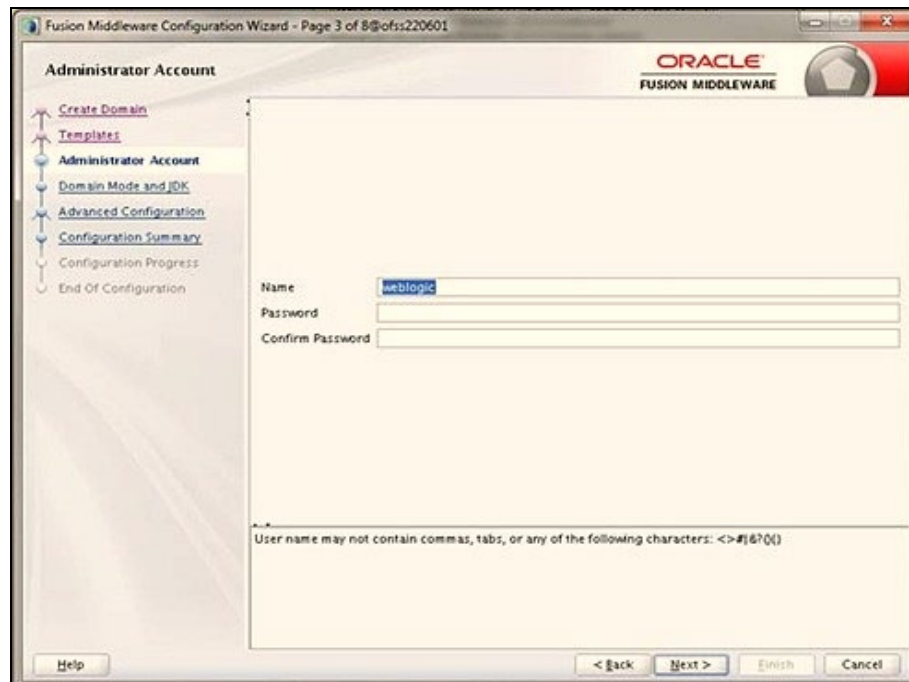 Fusion Middleware Configuration Wizard - Page 3 of 8@ofss220601
Administrator Account
ORACLE
FUSION MIDDLEWARE
Create Domain
Templates
Administrator Account
Domain Mode and JDK
Advanced Configuration
Configuration Summary
Configuration Progress
End Of Configuration
Name weblogic
Password
Confirm Password
User name may not contain commas, tabs, or any of the following characters: <>#|&?(){}
Help
< Back
Next >
Finish
Cancel